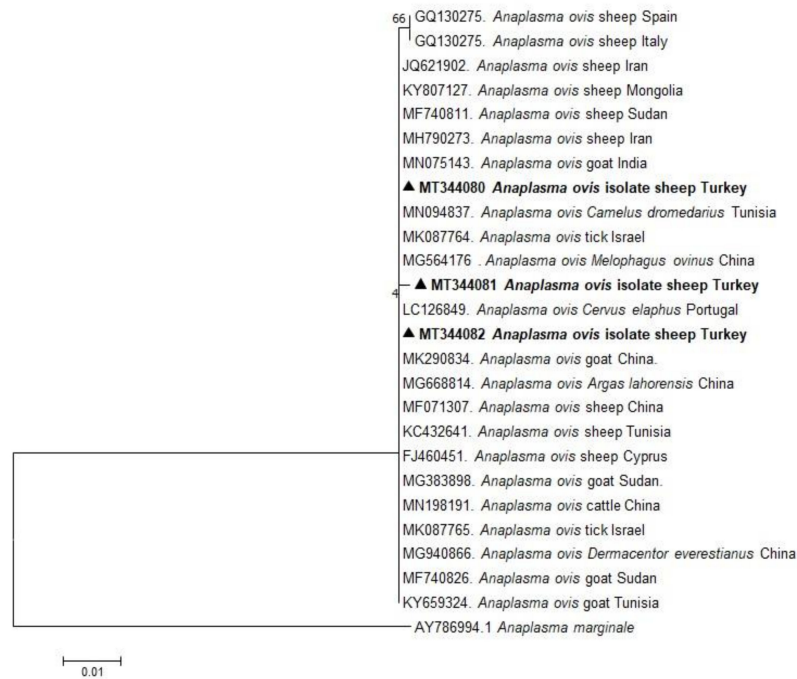 66 GQ130275. Anaplasma ovis sheep Spain
GQ130275. Anaplasma ovis sheep Italy
JQ621902. Anaplasma ovis sheep Iran
KY807127. Anaplasma ovis sheep Mongolia
MF740811. Anaplasma ovis sheep Sudan
MH790273. Anaplasma ovis sheep Iran
MN075143. Anaplasma ovis goat India
MT344080 Anaplasma ovis isolate sheep Turkey
MN094837. Anaplasma ovis Camelus dromedarius Tunisia
MK087764. Anaplasma ovis tick Israel
MG564176 . Anaplasma ovis Melophagus ovinus China
MT344081 Anaplasma ovis isolate sheep Turkey
4
LC126849. Anaplasma ovis Cervus elaphus Portugal
MT344082 Anaplasma ovis isolate sheep Turkey
MK290834. Anaplasma ovis goat China.
MG668814. Anaplasma ovis Argas lahorensis China
MF071307. Anaplasma ovis sheep China
KC432641. Anaplasma ovis sheep Tunisia
FJ460451. Anaplasma ovis sheep Cyprus
MG383898. Anaplasma ovis goat Sudan.
MN198191. Anaplasma ovis cattle China
MK087765. Anaplasma ovis tick Israel
MG940866. Anaplasma ovis Dermacentor everestianus China
MF740826. Anaplasma ovis goat Sudan
KY659324. Anaplasma ovis goat Tunisia
AY786994.1 Anaplasma marginale
0.01